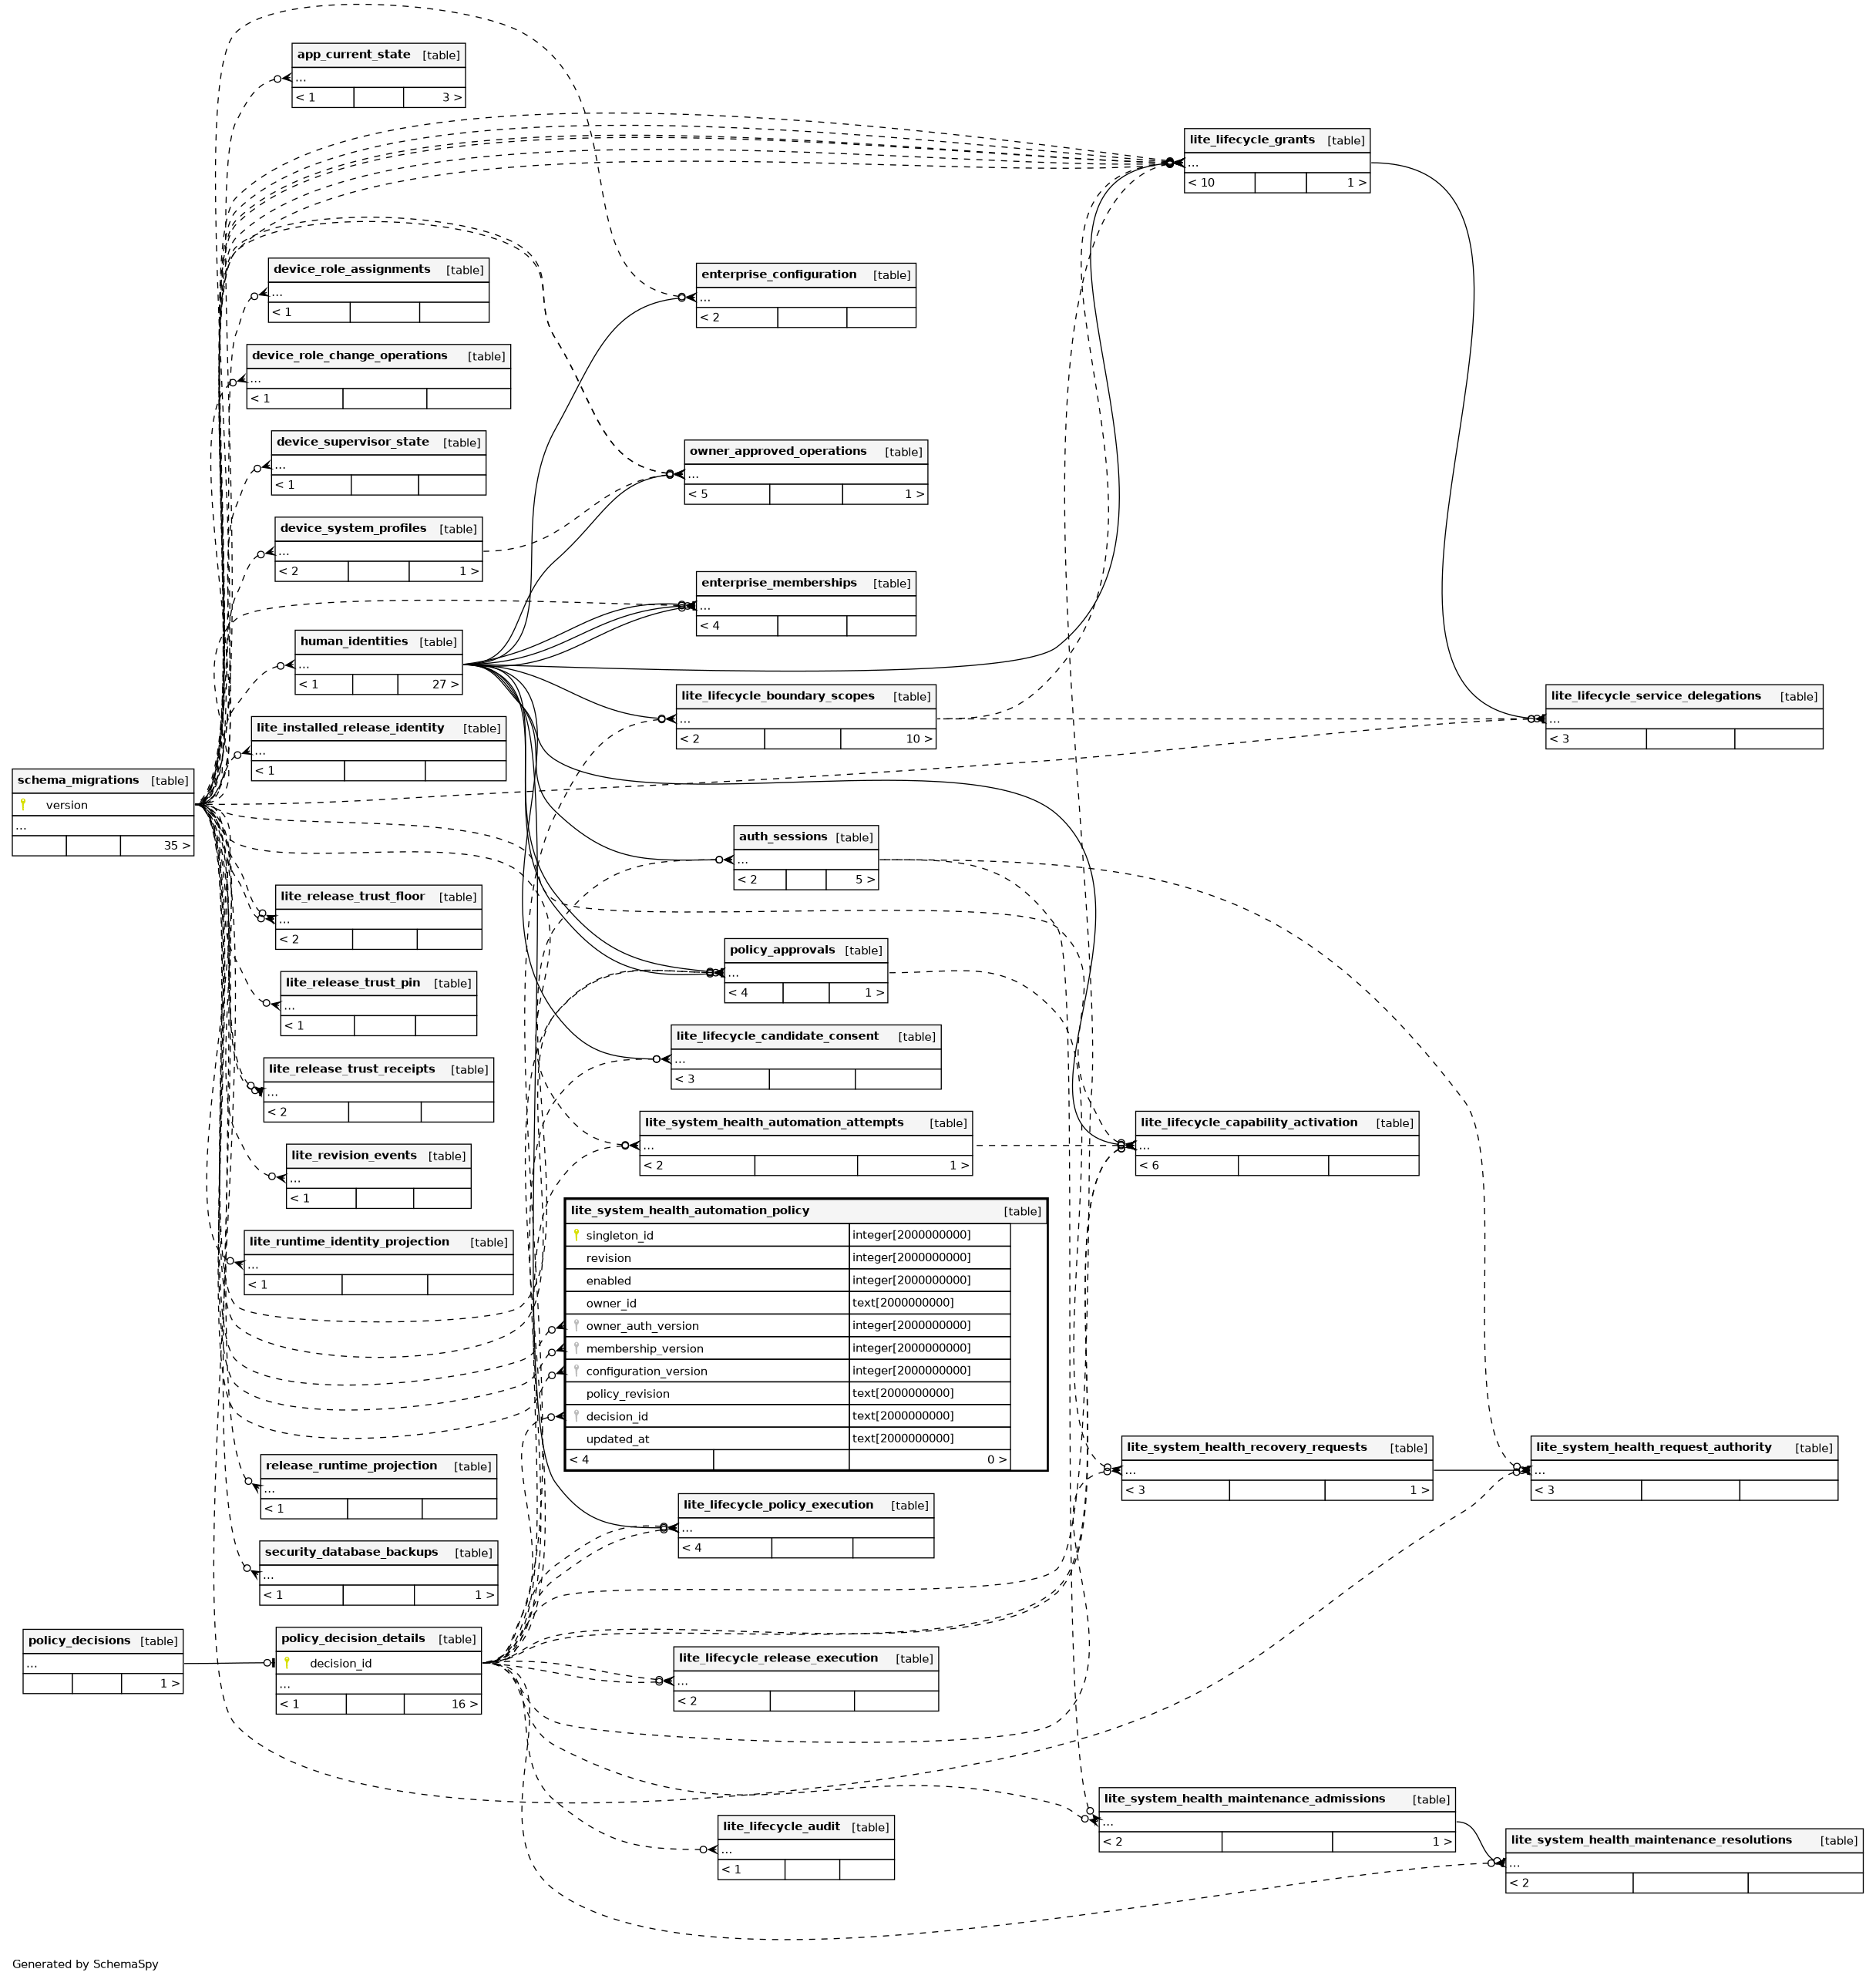 app_current_state [table]
...
< 1 3 >
lite_lifecycle_grants [table]
...
< 10 1 >
device_role_assignments [table]
...
< 1
enterprise_configuration [table]
...
< 2
device_role_change_operations [table]
...
< 1
device_supervisor_state [table]
...
< 1
owner_approved_operations [table]
...
< 5 1 >
device_system_profiles [table]
...
< 2 1 >
enterprise_memberships [table]
...
< 4
human_identities [table]
...
< 1 27 >
lite_lifecycle_boundary_scopes [table]
...
< 2 10 >
lite_lifecycle_service_delegations [table]
...
< 3
lite_installed_release_identity [table]
...
< 1
schema_migrations [table]
version
...
35 >
auth_sessions [table]
...
< 2 5 >
lite_release_trust_floor [table]
...
< 2
policy_approvals [table]
...
< 4 1 >
lite_release_trust_pin [table]
...
< 1
lite_lifecycle_candidate_consent [table]
...
< 3
lite_release_trust_receipts [table]
...
< 2
lite_system_health_automation_attempts [table]
...
< 2 1 >
lite_lifecycle_capability_activation [table]
...
< 6
lite_revision_events [table]
...
< 1
lite_system_health_automation_policy [table]
singleton_id integer[2000000000]
revision integer[2000000000]
enabled integer[2000000000]
owner_id text[2000000000]
owner_auth_version integer[2000000000]
membership_version integer[2000000000]
configuration_version integer[2000000000]
policy_revision text[2000000000]
decision_id text[2000000000]
updated_at text[2000000000]
< 4 0 >
lite_runtime_identity_projection [table]
...
< 1
lite_system_health_recovery_requests [table]
...
< 3 1 >
lite_system_health_request_authority [table]
...
< 3
release_runtime_projection [table]
...
< 1
lite_lifecycle_policy_execution [table]
...
< 4
security_database_backups [table]
...
< 1 1 >
policy_decisions [table]
...
1 >
policy_decision_details [table]
decision_id
...
< 1 16 >
lite_lifecycle_release_execution [table]
...
< 2
lite_system_health_maintenance_admissions [table]
...
< 2 1 >
lite_lifecycle_audit [table]
...
< 1
lite_system_health_maintenance_resolutions [table]
...
< 2
Generated by SchemaSpy